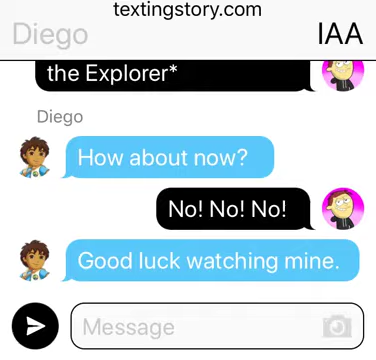 textingstory.com
Diego IAA
the Explorer*
Diego
How about now?
No! No! No!
Good luck watching mine.
Message